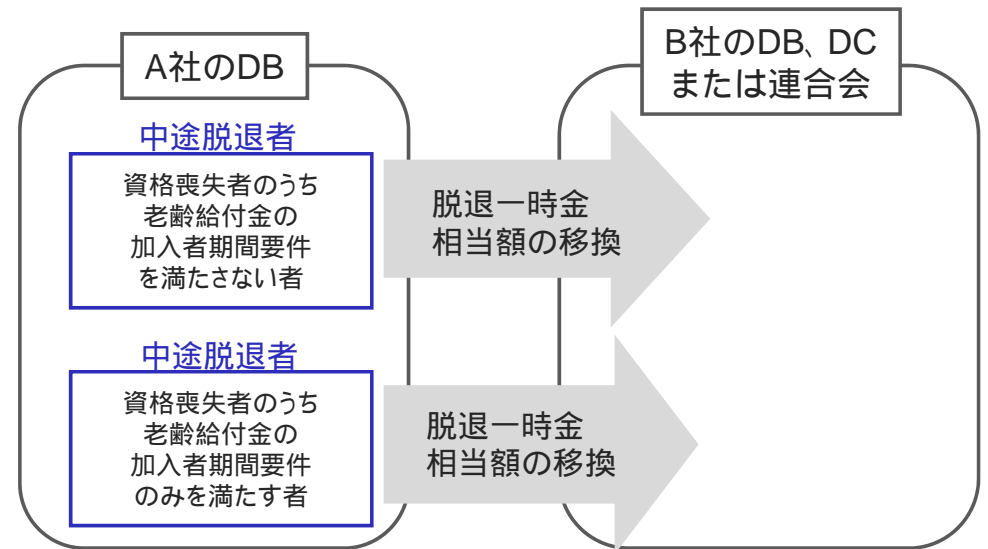 A社のDB
中途脱退者
資格喪失者のうち
老齢給付金の
加入者期間要件
を満たさない者
脱退一時金
相当額の移換
中途脱退者
資格喪失者のうち
老齢給付金の
加入者期間要件
のみを満たす者
脱退一時金
相当額の移換
B社のDB、DC
または連合会